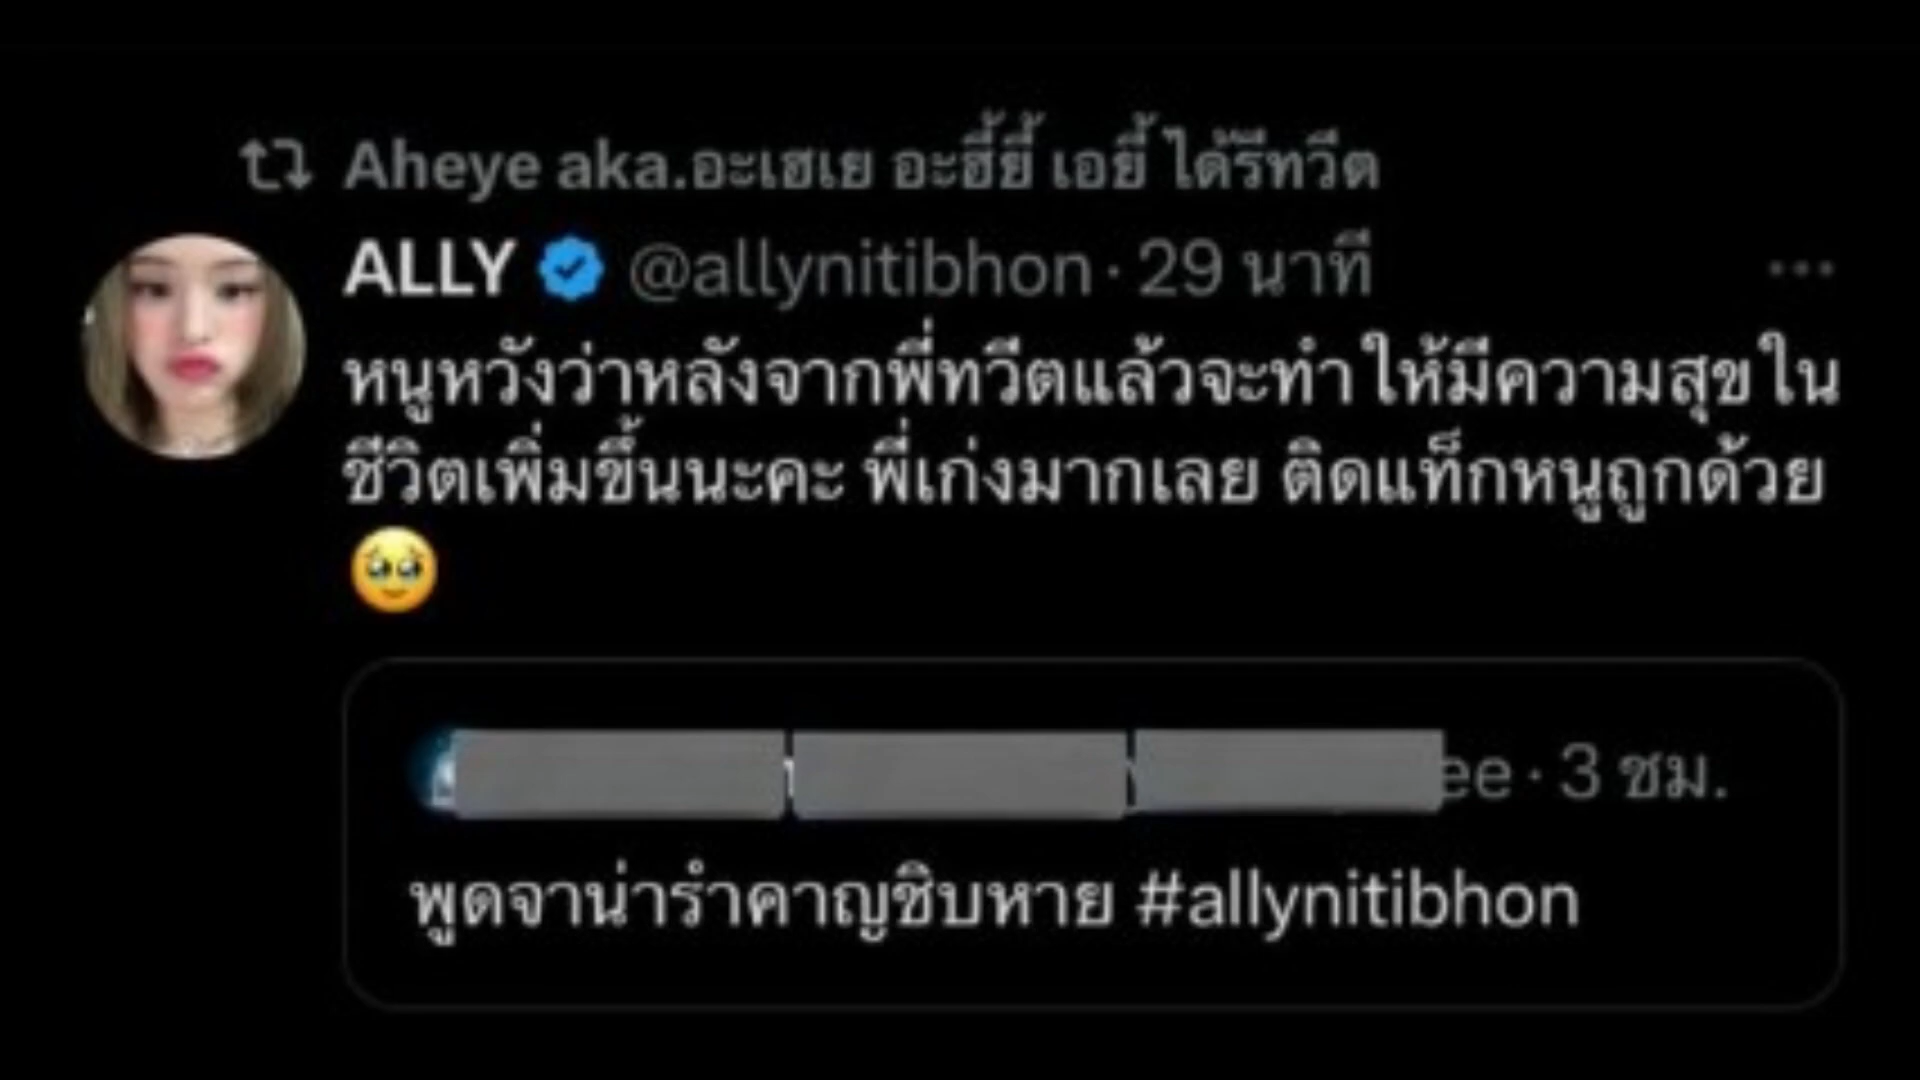 Aheye aka.อะเฮเย อะฮี้ยี้ เอยี้ ได้รีทวีต
ALLY @allynitibhon · 29 นาที
หนูหวังว่าหลังจากพี่ทวีตแล้วจะทำให้มีความสุขใน
ชีวิตเพิ่มขึ้นนะคะ พี่เก่งมากเลย ติดแท็กหนูถูกด้วย
🥹
ee · 3 ชม.
พูดจาน่ารำคาญชิบหาย #allynitibhon